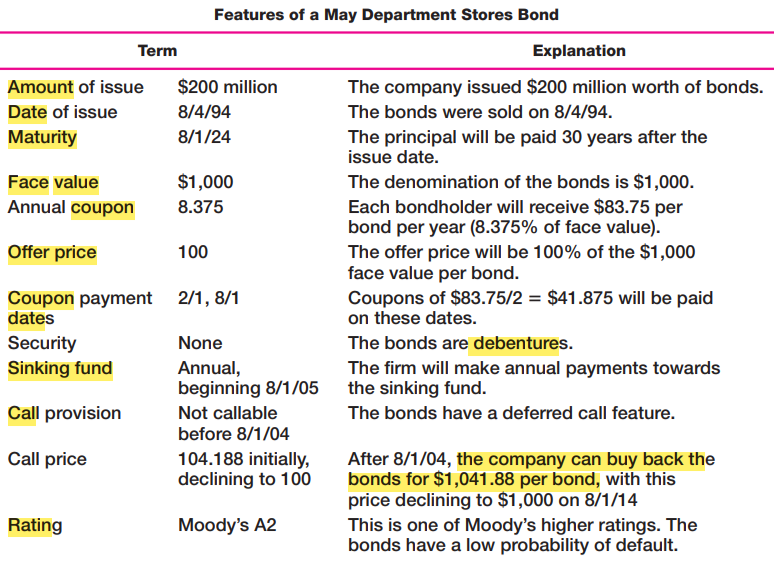 Features of a May Department Stores Bond
Term Explanation
Amount of issue $200 million The company issued $200 million worth of bonds.
Date of issue 8/4/94 The bonds were sold on 8/4/94.
Maturity 8/1/24 The principal will be paid 30 years after the
issue date.
Face value $1,000 The denomination of the bonds is $1,000.
Annual coupon 8.375 Each bondholder will receive $83.75 per
bond per year (8.375% of face value).
Offer price 100 The offer price will be 100% of the $1,000
face value per bond.
Coupon payment 2/1, 8/1 Coupons of $83.75/2 = $41.875 will be paid
dates on these dates.
Security None The bonds are debentures.
Sinking fund Annual, The firm will make annual payments towards
beginning 8/1/05 the sinking fund.
Call provision Not callable The bonds have a deferred call feature.
before 8/1/04
Call price 104.188 initially, After 8/1/04, the company can buy back the
declining to 100 bonds for $1,041.88 per bond, with this
price declining to $1,000 on 8/1/14
Rating Moody's A2 This is one of Moody's higher ratings. The
bonds have a low probability of default.